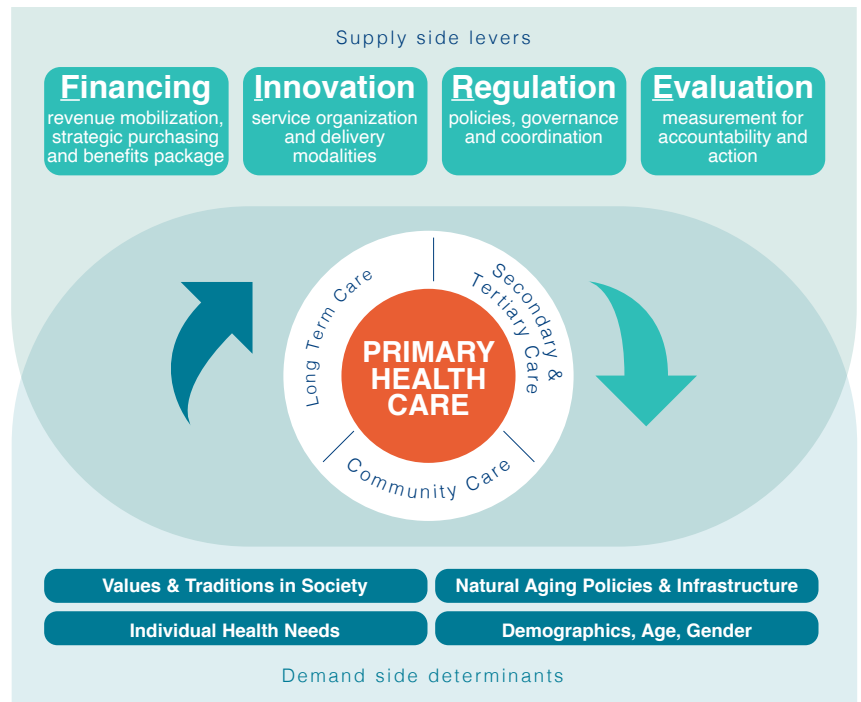 Supply side levers
Financing
revenue mobilization,
strategic purchasing
and benefits package
Innovation
service organization
and delivery
modalities
Regulation
policies, governance
and coordination
Evaluation
measurement for
accountability and
action
Long Term Care
Secondary &
Tertiary Care
PRIMARY
HEALTH
CARE
Community Care
Values & Traditions in Society
Natural Aging Policies & Infrastructure
Individual Health Needs
Demographics, Age, Gender
Demand side determinants